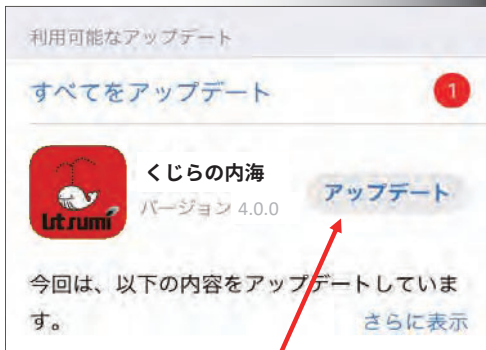 利用可能なアップデート
すべてをアップデート
1
くじらの内海
バージョン 4.0.0
アップデート
Utsumi
今回は、以下の内容をアップデートしていま
す。
さらに表示